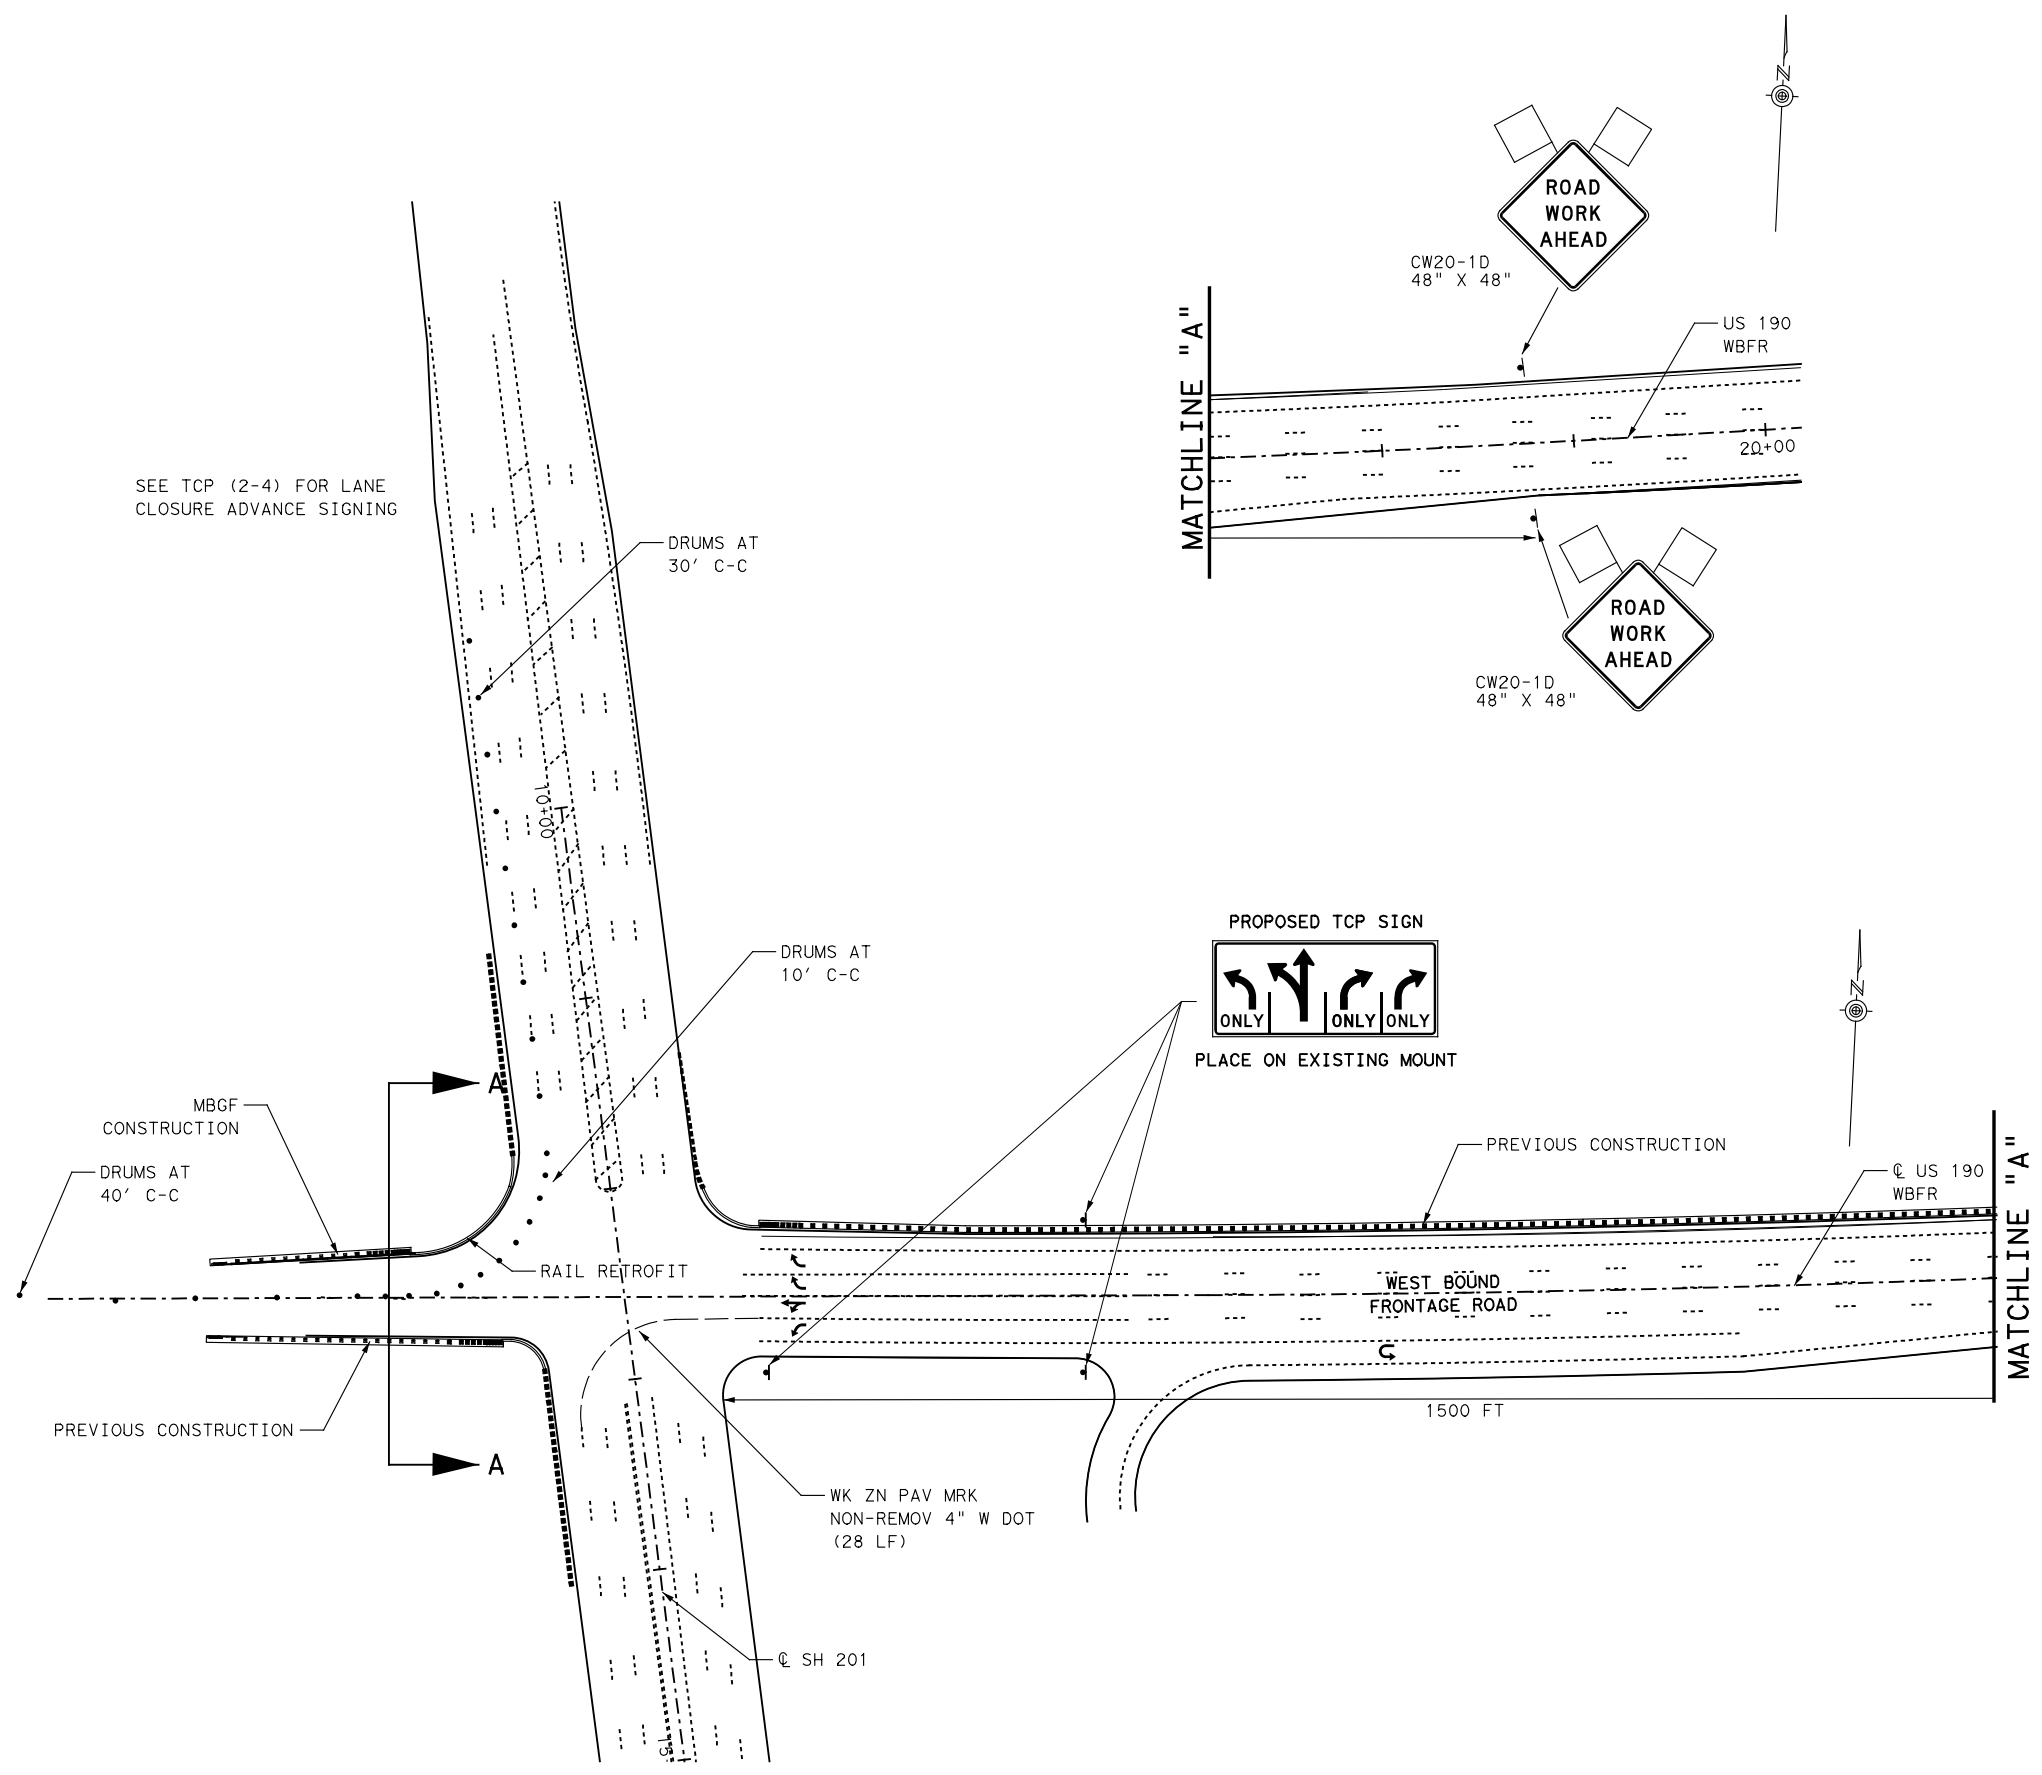 N
ROAD
WORK
AHEAD
CW20-1D
48" X 48"
MATCHLINE "A"
US 190
WBFR
20+00
ROAD
WORK
AHEAD
CW20-1D
48" X 48"
SEE TCP (2-4) FOR LANE
CLOSURE ADVANCE SIGNING
DRUMS AT
30' C-C
10+00
DRUMS AT
10' C-C
PROPOSED TCP SIGN
ONLY
ONLY
ONLY
PLACE ON EXISTING MOUNT
N
A
MBGF
CONSTRUCTION
DRUMS AT
40' C-C
PREVIOUS CONSTRUCTION
℄ US 190
WBFR
MATCHLINE "A"
RAIL RETROFIT
WEST BOUND
FRONTAGE ROAD
1500 FT
PREVIOUS CONSTRUCTION
A
WK ZN PAV MRK
NON-REMOV 4" W DOT
(28 LF)
℄ SH 201
15